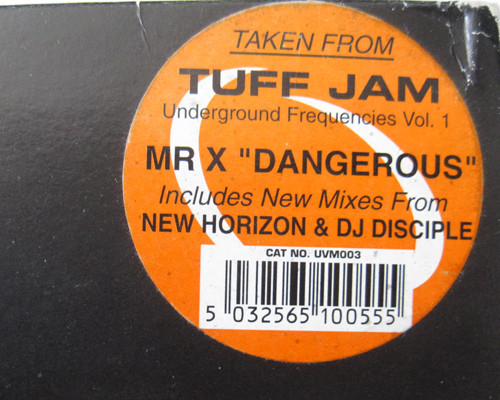 TAKEN FROM
TUFF JAM
Underground Frequencies Vol. 1
MR X "DANGEROUS"
Includes New Mixes From
NEW HORIZON & DJ DISCIPLE
CAT NO. UVM003
5 032565 100555